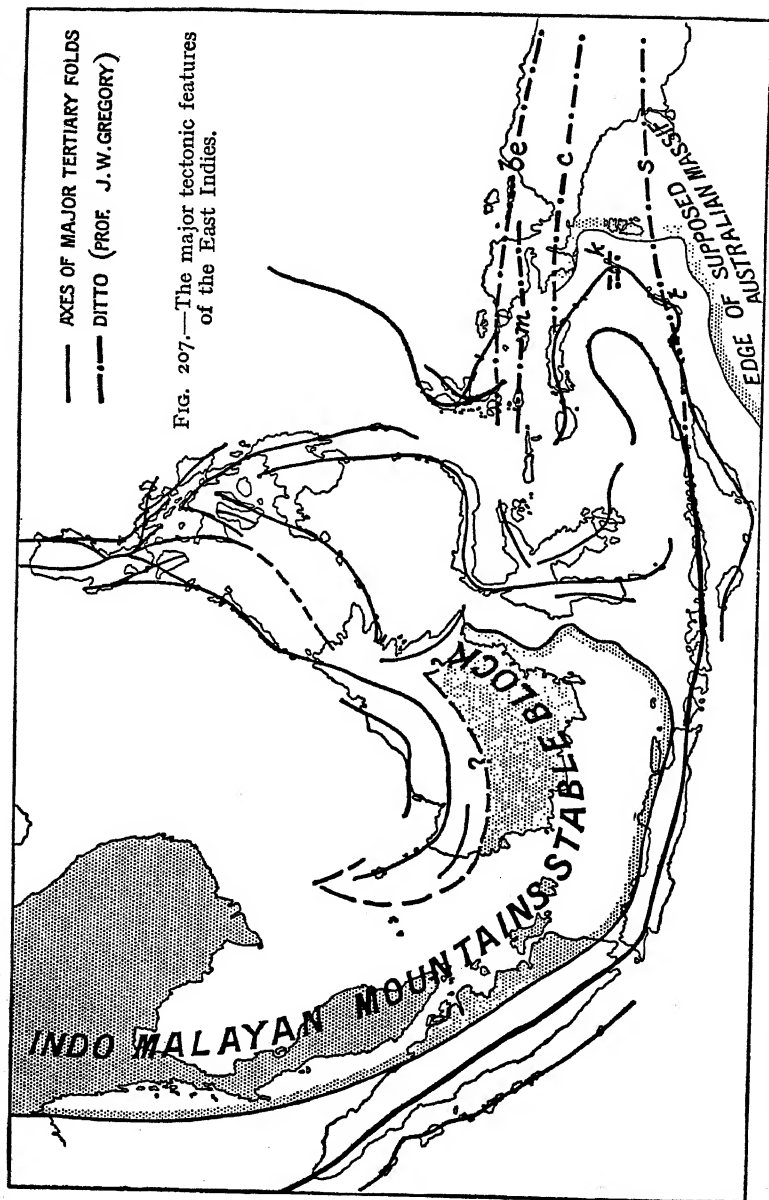 AXES OF MAJOR TERTIARY FOLDS
DITTO (PROF. J.W.GREGORY)
FIG. 207.—The major tectonic features
of the East Indies.
INDO MALAYAN MOUNTAINS STABLE BLOCK
?
?
be
m
c
k
s
t
EDGE OF SUPPOSED
AUSTRALIAN MASSIF